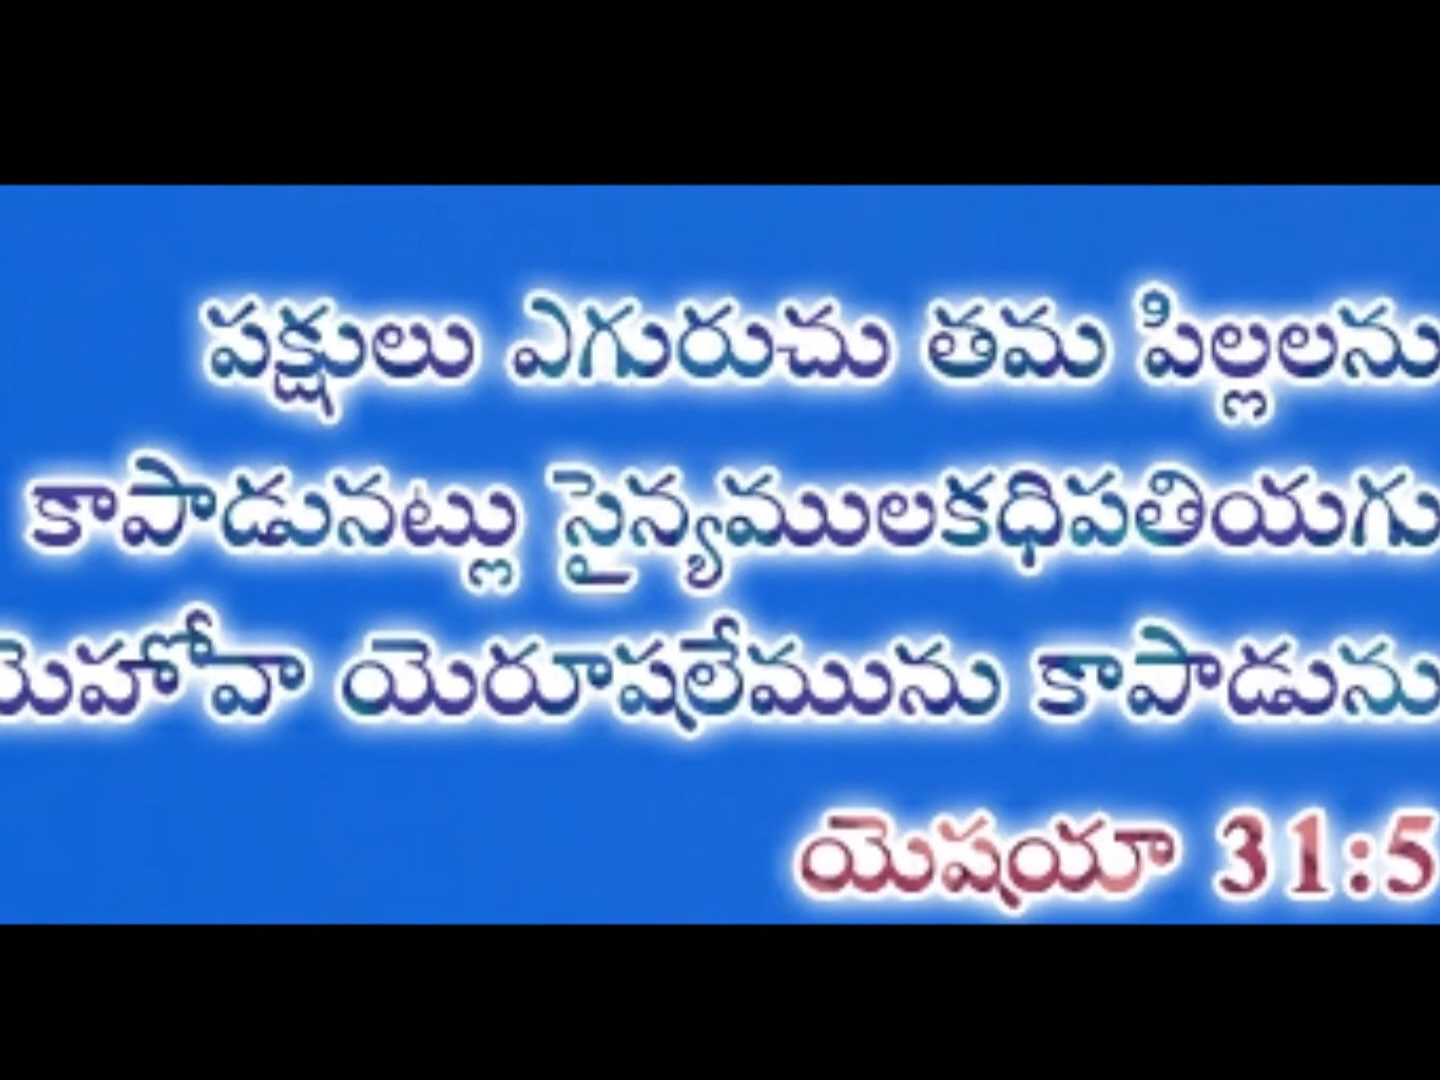 పక్షులు ఎగురుచు తమ పిల్లలను
కాపాడునట్లు సైన్యములకధిపతియగు
యెహోవా యెరూషలేమును కాపాడును
యెషయా 31:5